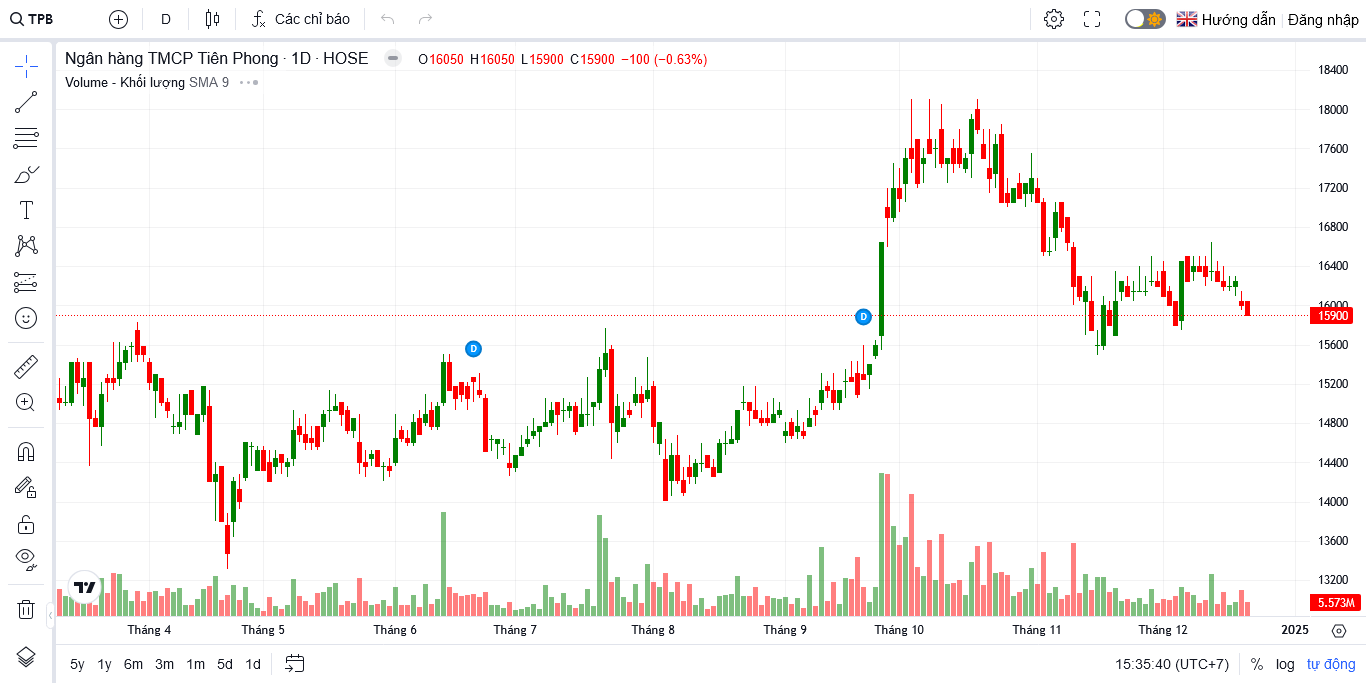 TPB D Các chỉ báo Hướng dẫn Đăng nhập
Ngân hàng TMCP Tiên Phong · 1D · HOSE O16050 H16050 L15900 C15900 −100 (−0.63%)
Volume - Khối lượng SMA 9
18400
18000
17600
17200
16800
16400
16000
15900
15600
15200
14800
14400
14000
13600
13200
5.573M
D
D
Tháng 4 Tháng 5 Tháng 6 Tháng 7 Tháng 8 Tháng 9 Tháng 10 Tháng 11 Tháng 12 2025
5y 1y 6m 3m 1m 5d 1d 15:35:40 (UTC+7) % log tự động